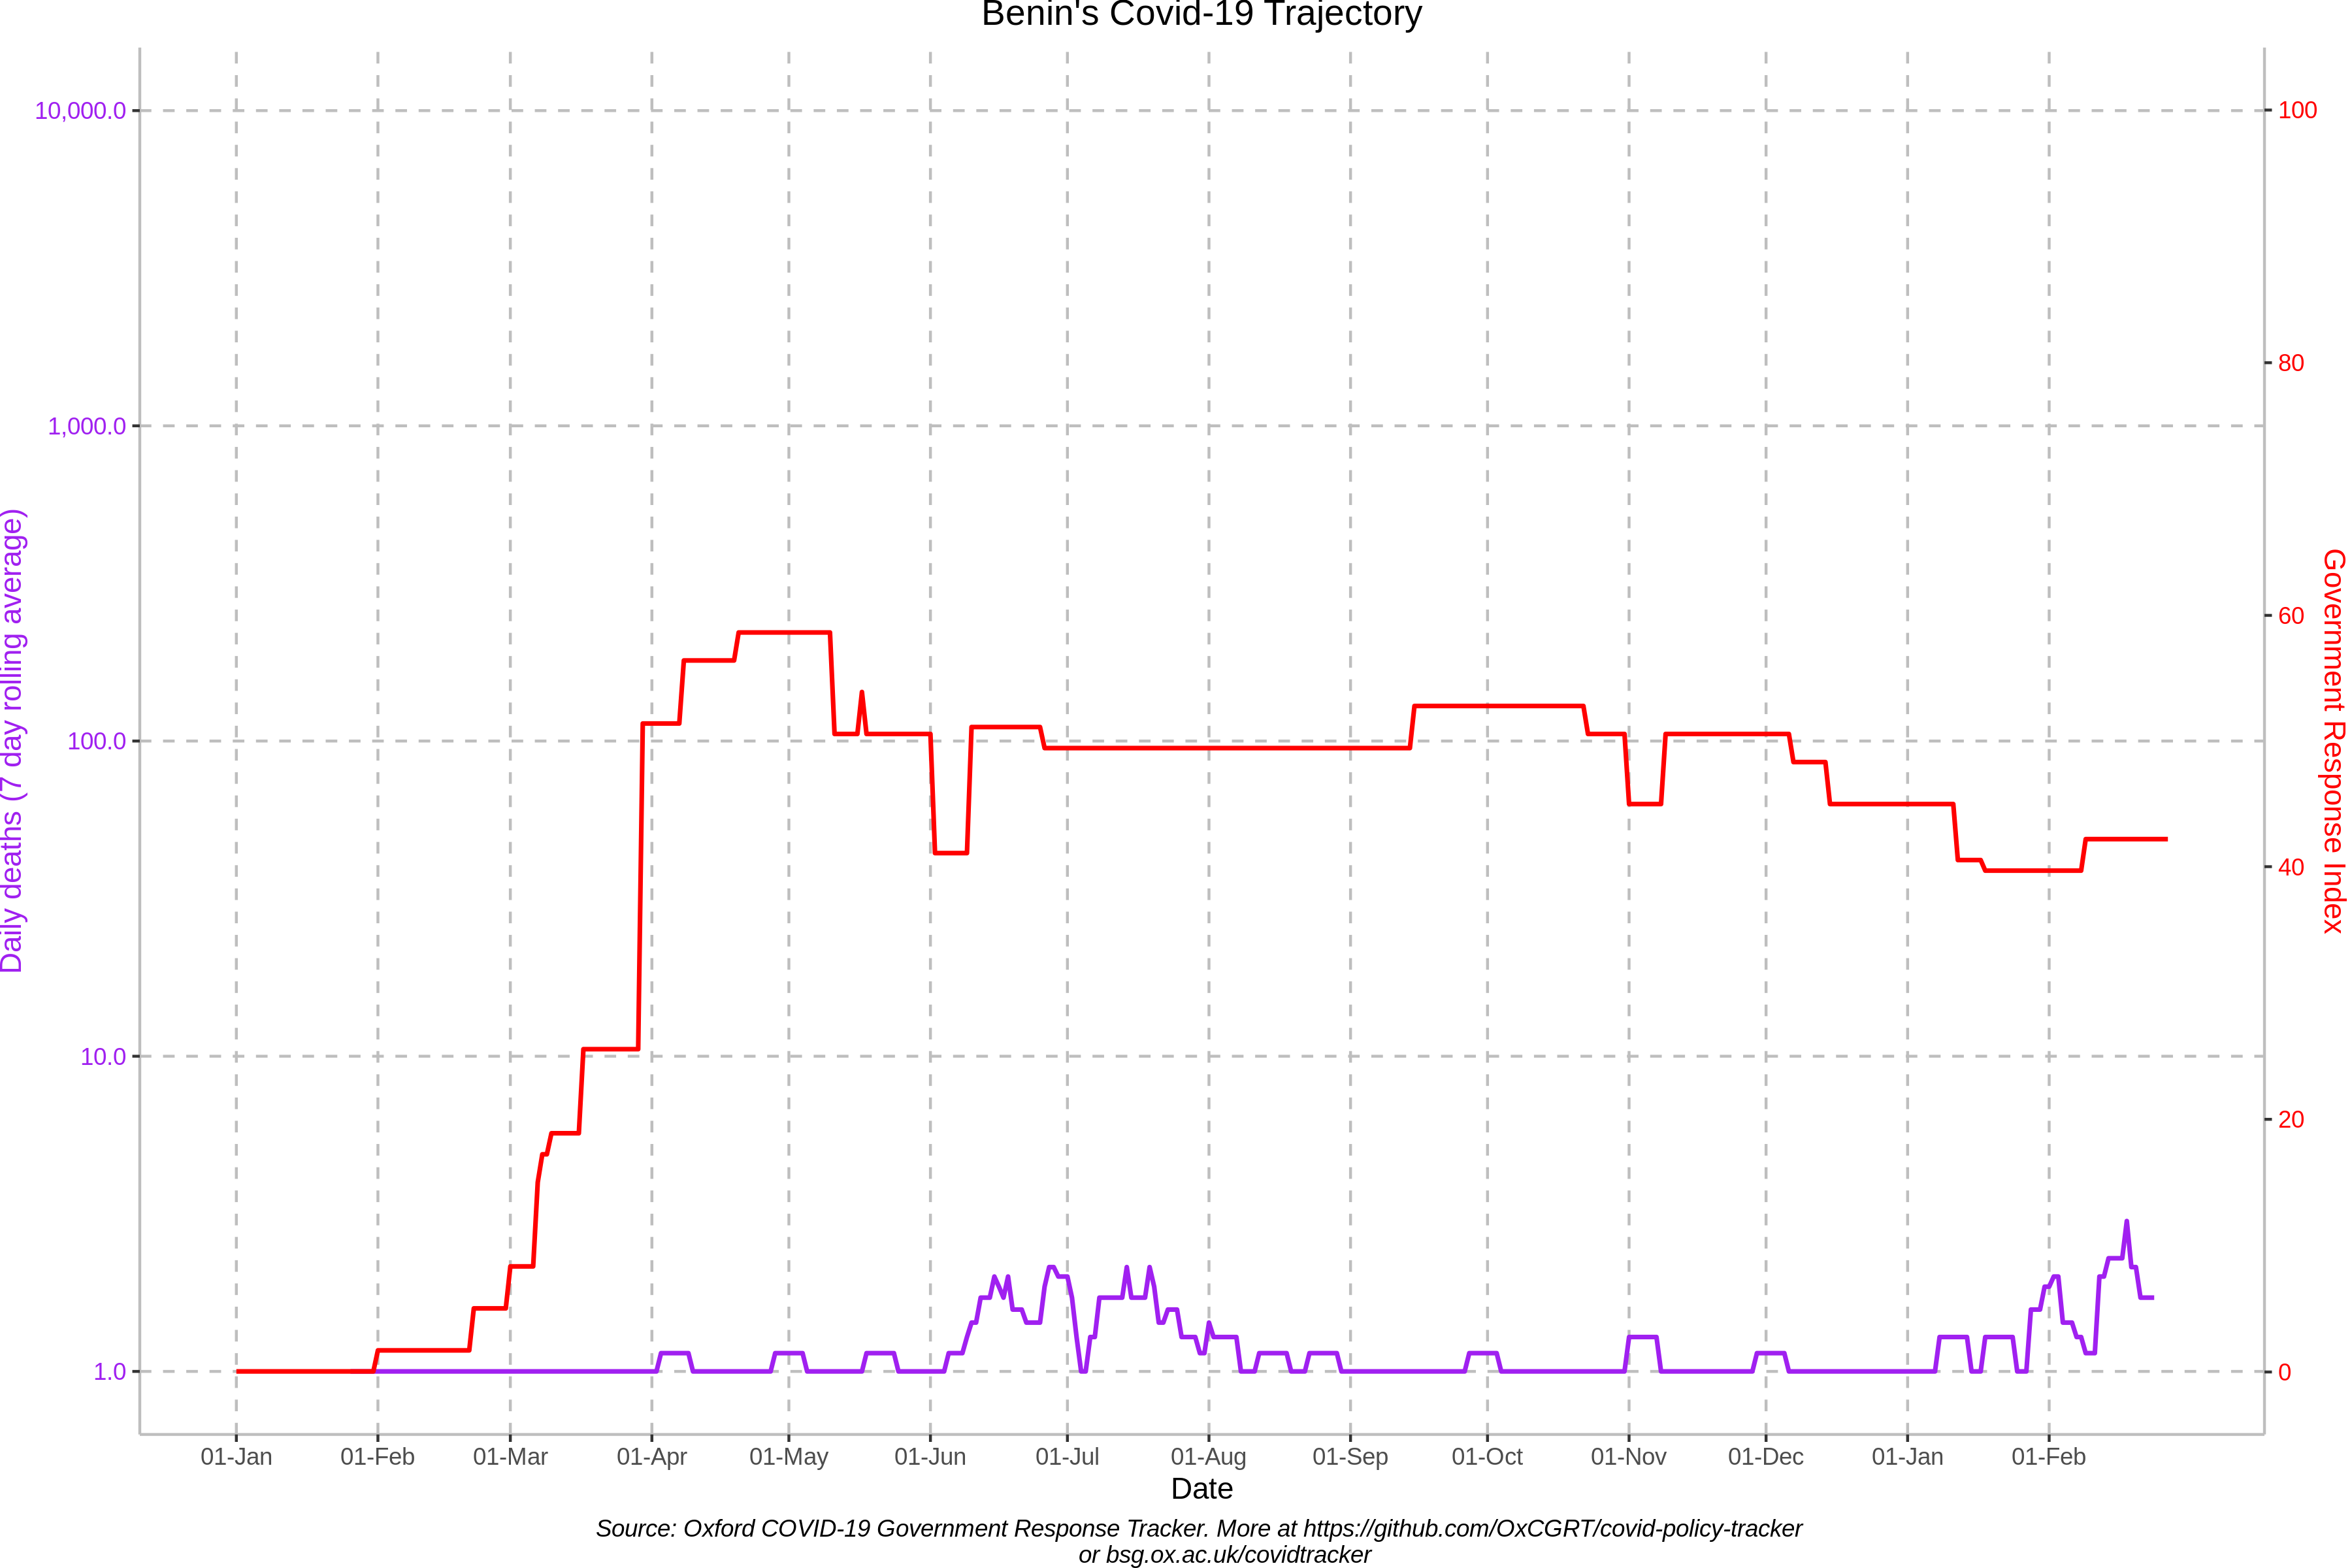 Benin's Covid-19 Trajectory
10,000.0
1,000.0
100.0
10.0
1.0
Daily deaths (7 day rolling average)
100
80
60
40
20
0
Government Response Index
01-Jan 01-Feb 01-Mar 01-Apr 01-May 01-Jun 01-Jul 01-Aug 01-Sep 01-Oct 01-Nov 01-Dec 01-Jan 01-Feb
Date
Source: Oxford COVID-19 Government Response Tracker. More at https://github.com/OxCGRT/covid-policy-tracker
or bsg.ox.ac.uk/covidtracker